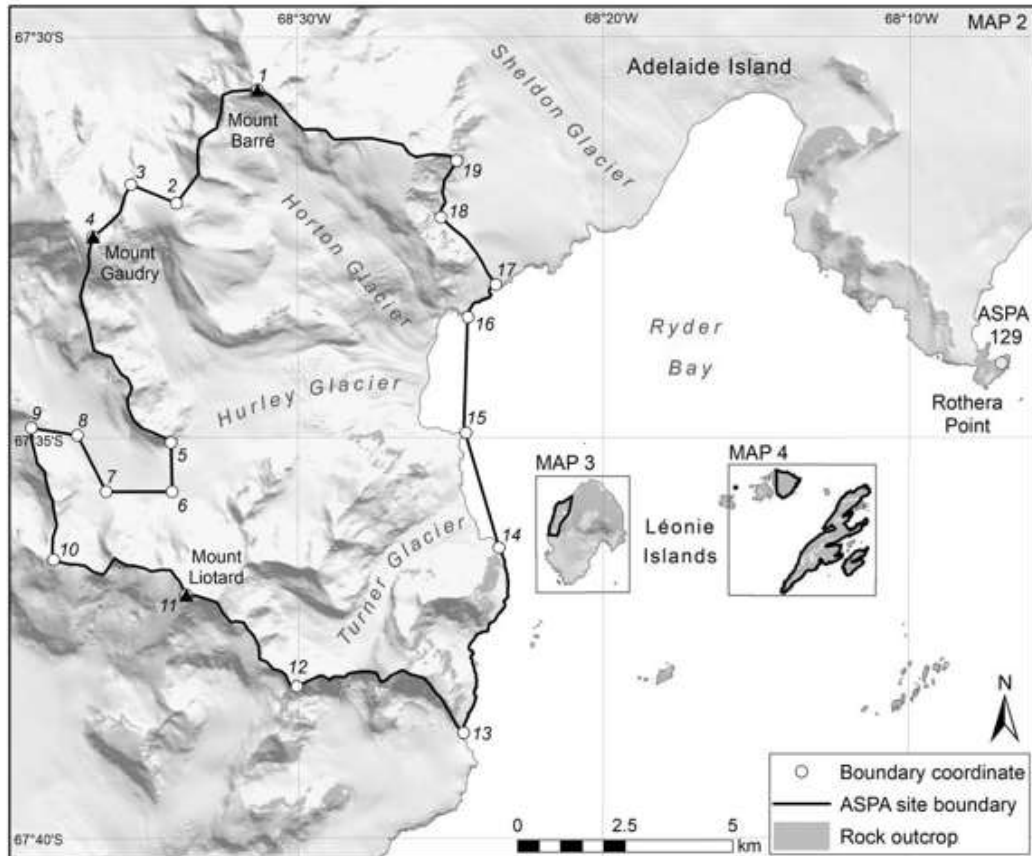 68°30'W
68°20'W
68°10'W
MAP 2
67°30'S
Adelaide Island
Sheldon Glacier
1
Mount
Barré
19
3
2
18
4
Mount
Gaudry
Horton Glacier
17
16
Ryder
Bay
ASPA
129
Rothera
Point
Hurley Glacier
9
8
67°35'S
5
15
7
6
MAP 3
MAP 4
Léonie
Islands
14
10
Mount
Liotard
11
Turner Glacier
12
13
N
Boundary coordinate
ASPA site boundary
Rock outcrop
67°40'S
0
2.5
5
km